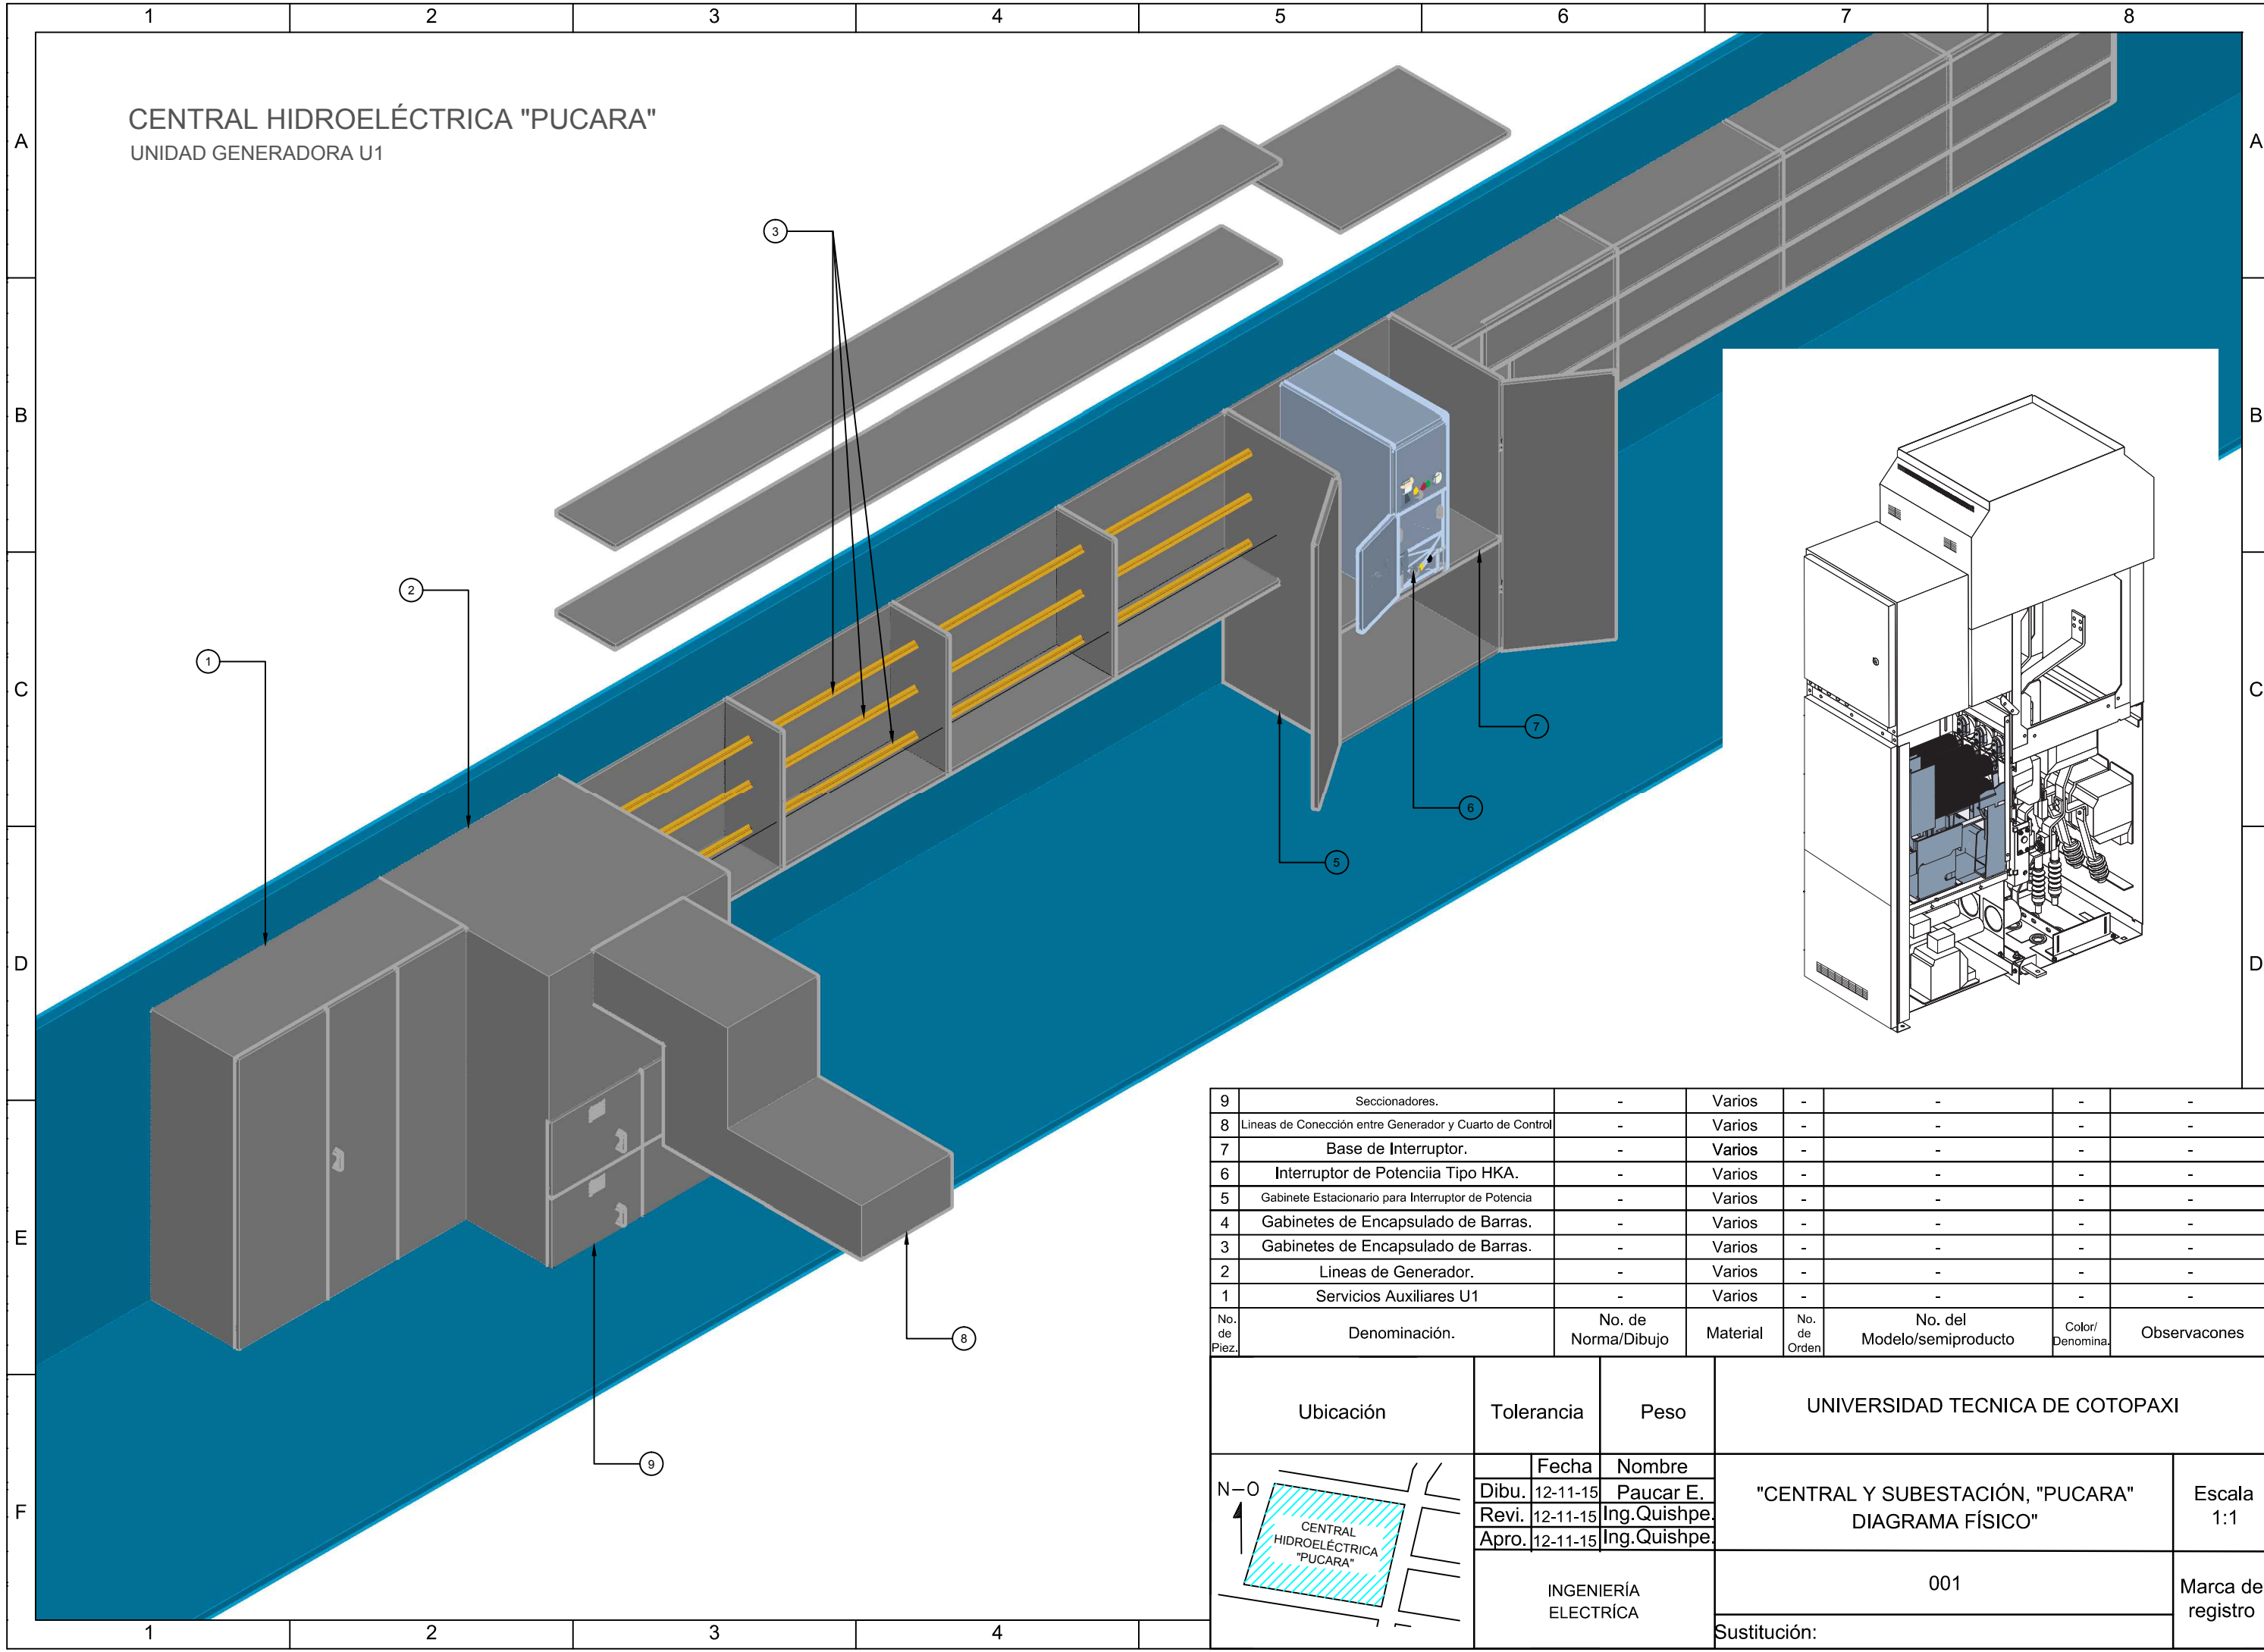 1 2 3 4 5 6 7 8
A A
B B
C C
D D
E
F
CENTRAL HIDROELÉCTRICA "PUCARA"
UNIDAD GENERADORA U1
3
2
1
7
6
5
8
9
9 Seccionadores. - Varios - - - -
8 Lineas de Conección entre Generador y Cuarto de Control - Varios - - - -
7 Base de Interruptor. - Varios - - - -
6 Interruptor de Potenciia Tipo HKA. - Varios - - - -
5 Gabinete Estacionario para Interruptor de Potencia - Varios - - - -
4 Gabinetes de Encapsulado de Barras. - Varios - - - -
3 Gabinetes de Encapsulado de Barras. - Varios - - - -
2 Lineas de Generador. - Varios - - - -
1 Servicios Auxiliares U1 - Varios - - - -
No.
de
Piez.
Denominación.
No. de
Norma/Dibujo
Material
No.
de
Orden
No. del
Modelo/semiproducto
Color/
Denomina.
Observacones
Ubicación
Tolerancia
Peso
UNIVERSIDAD TECNICA DE COTOPAXI
N-O
CENTRAL
HIDROELÉCTRICA
"PUCARA"
Fecha Nombre
Dibu. 12-11-15 Paucar E.
Revi. 12-11-15 Ing.Quishpe.
Apro. 12-11-15 Ing.Quishpe.
INGENIERÍA
ELECTRÍCA
"CENTRAL Y SUBESTACIÓN, "PUCARA"
DIAGRAMA FÍSICO"
Escala
1:1
001
Marca de
registro
Sustitución:
1 2 3 4